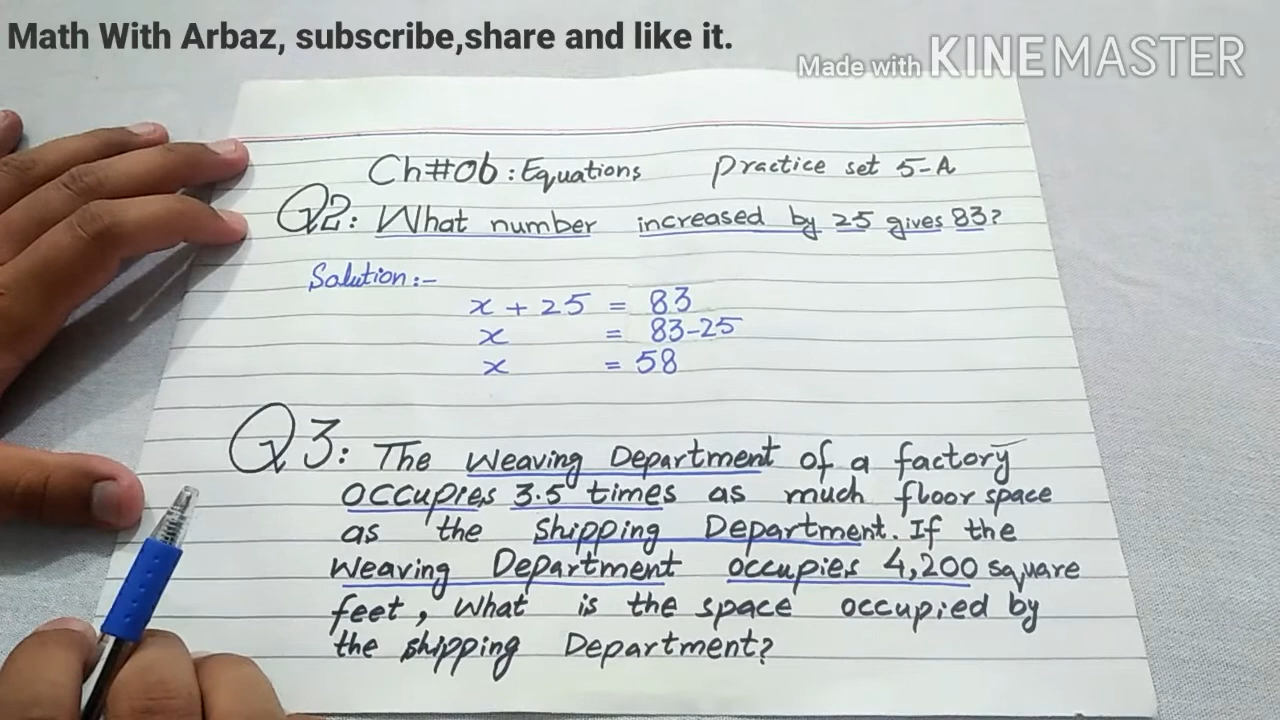 Math With Arbaz, subscribe,share and like it.
Made with KINEMASTER
Ch#06: Equations Practice set 5-A
Q2: What number increased by 25 gives 83?
Solution:-
x + 25 = 83
x = 83-25
x = 58
Q3: The Weaving Department of a factory
occupies 3.5 times as much floor space
as the Shipping Department. If the
Weaving Department occupies 4,200 square
feet, What is the space occupied by
the shipping Department?